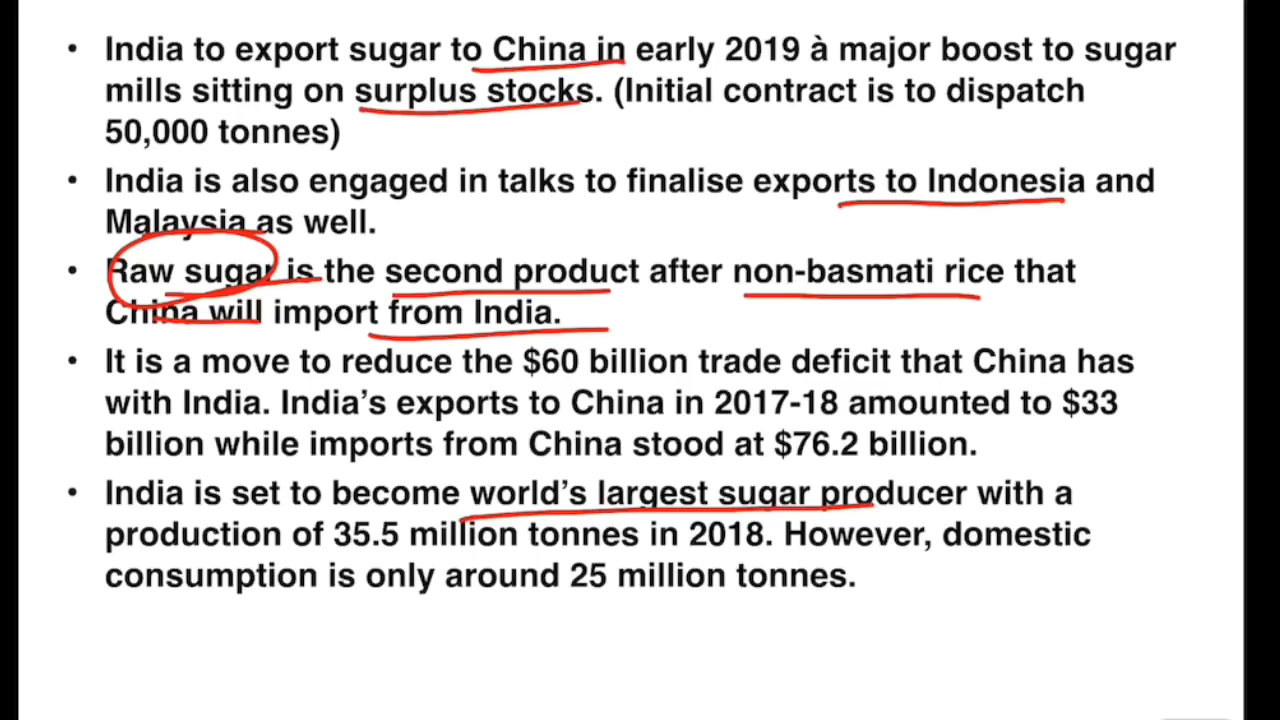 • India to export sugar to China in early 2019 à major boost to sugar
mills sitting on surplus stocks. (Initial contract is to dispatch
50,000 tonnes)
• India is also engaged in talks to finalise exports to Indonesia and
Malaysia as well.
• Raw sugar is the second product after non-basmati rice that
China will import from India.
• It is a move to reduce the $60 billion trade deficit that China has
with India. India’s exports to China in 2017-18 amounted to $33
billion while imports from China stood at $76.2 billion.
• India is set to become world’s largest sugar producer with a
production of 35.5 million tonnes in 2018. However, domestic
consumption is only around 25 million tonnes.